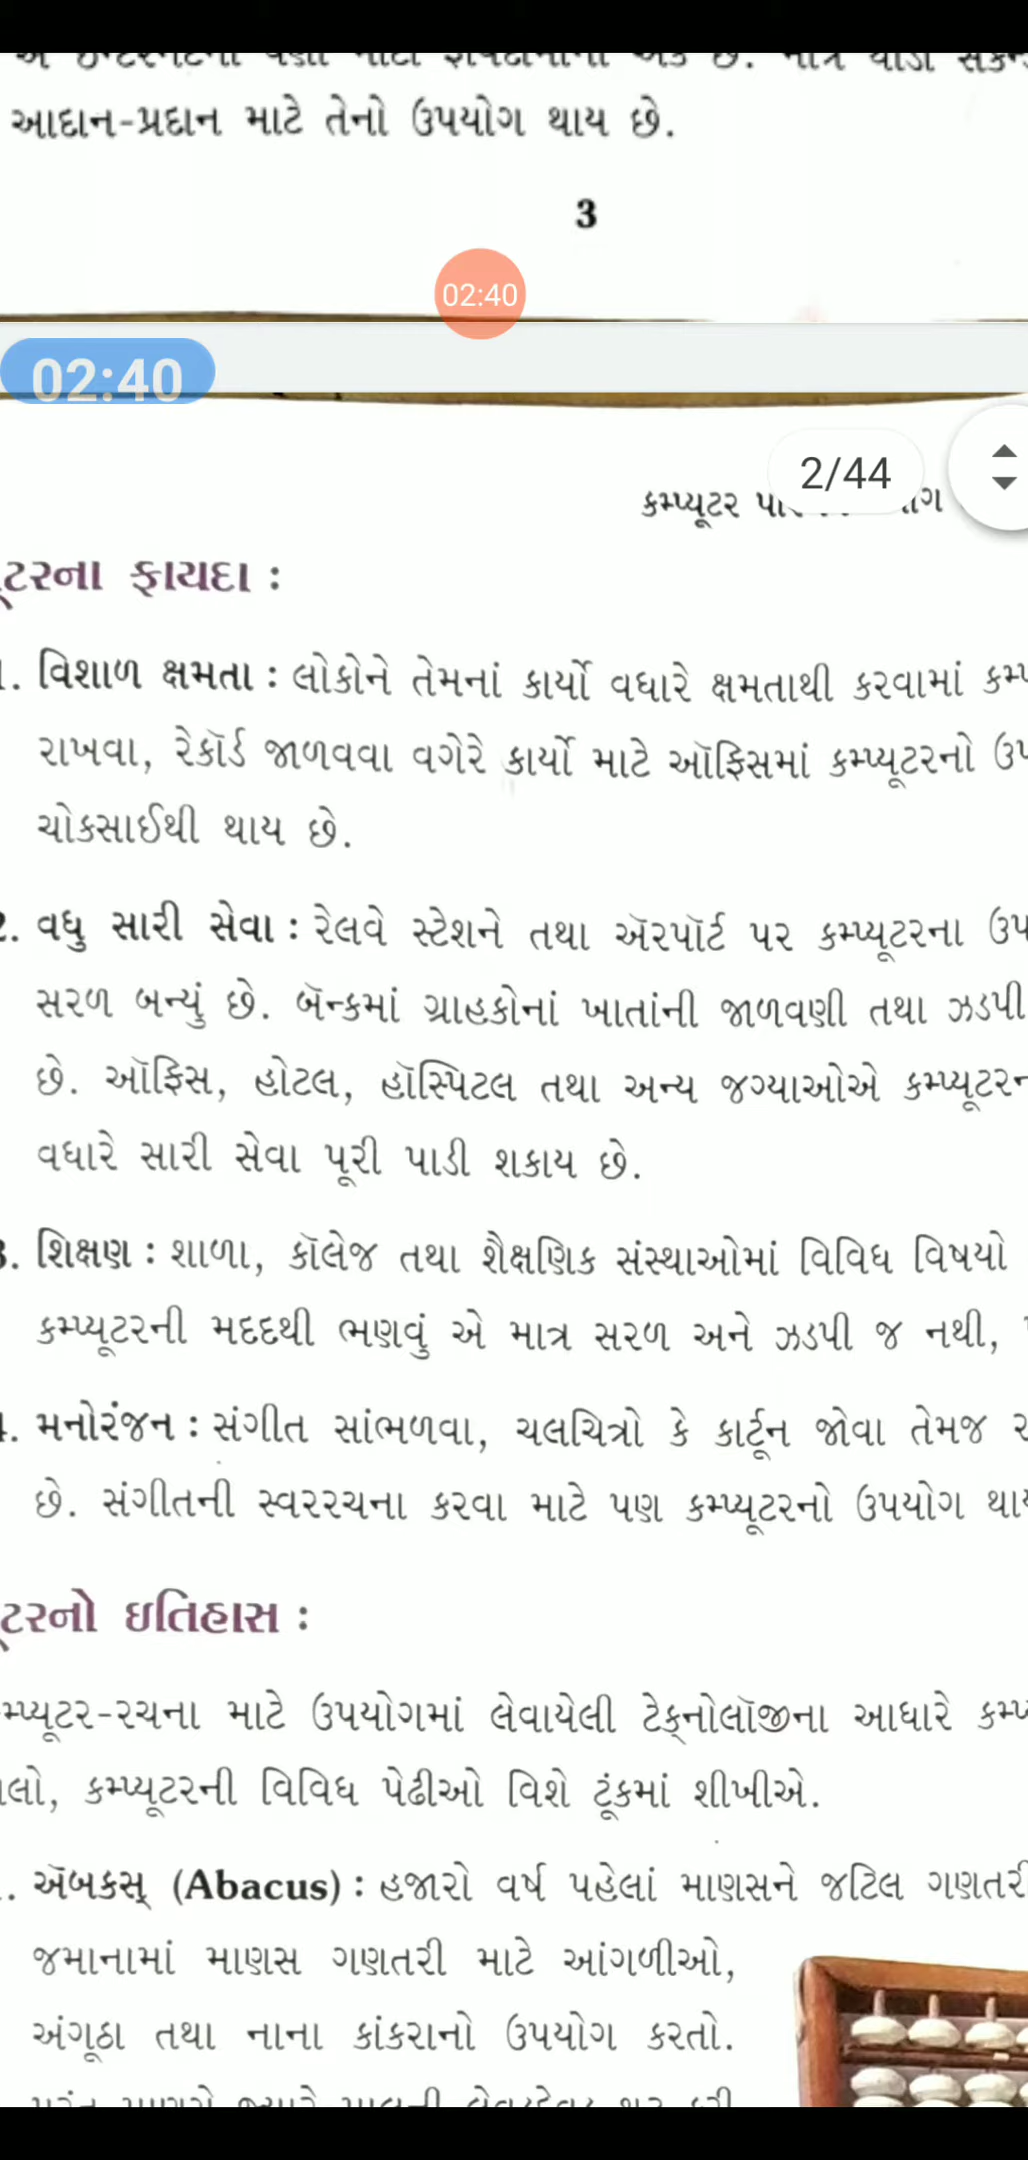 આદાન-પ્રદાન માટે તેનો ઉપયોગ થાય છે.
3
02:40
02:40
2/44
કમ્પ્યૂટર
ફાયદા :
1. વિશાળ ક્ષમતા : લોકોને તેમનાં કાર્યો વધારે ક્ષમતાથી કરવામાં
રાખવા, રેકૉર્ડ જાળવવા વગેરે કાર્યો માટે ઑફિસમાં કમ્પ્યૂટરનો
ચોકસાઈથી થાય છે.
2. વધુ સારી સેવા : રેલવે સ્ટેશને તથા ઍરપૉર્ટ પર કમ્પ્યૂટરના
સરળ બન્યું છે. બૅન્કમાં ગ્રાહકોનાં ખાતાંની જાળવણી તથા ઝડપી
છે. ઑફિસ, હોટલ, હૉસ્પિટલ તથા અન્ય જગ્યાઓએ
વધારે સારી સેવા પૂરી પાડી શકાય છે.
3. શિક્ષણ : શાળા, કૉલેજ તથા શૈક્ષણિક સંસ્થાઓમાં વિવિધ વિષયો
કમ્પ્યૂટરની મદદથી ભણવું એ માત્ર સરળ અને ઝડપી જ નથી,
4. મનોરંજન : સંગીત સાંભળવા, ચલચિત્રો કે કાર્ટૂન જોવા તેમજ
છે. સંગીતની સ્વરરચના કરવા માટે પણ કમ્પ્યૂટરનો ઉપયોગ
ઇતિહાસ :
મ્પ્યૂટર-રચના માટે ઉપયોગમાં લેવાયેલી ટેક્નોલૉજીના આધારે
લો, કમ્પ્યૂટરની વિવિધ પેઢીઓ વિશે ટૂંકમાં શીખીએ.
ઍબકસ્ (Abacus) : હજારો વર્ષ પહેલાં માણસને જટિલ ગણતરી
જમાનામાં માણસ ગણતરી માટે આંગળીઓ,
અંગૂઠા તથા નાના કાંકરાનો ઉપયોગ કરતો.